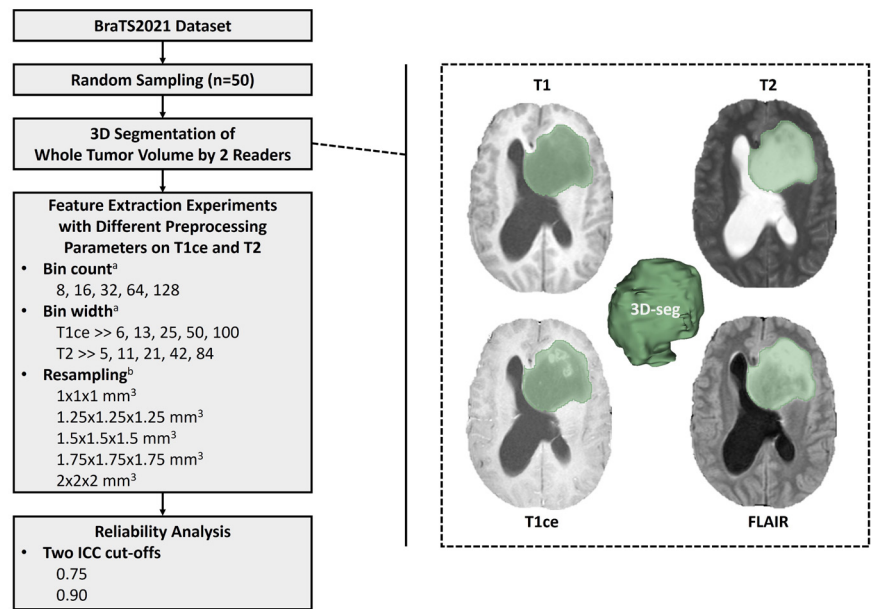 BraTS2021 Dataset
Random Sampling (n=50)
3D Segmentation of
Whole Tumor Volume by 2 Readers
Feature Extraction Experiments
with Different Preprocessing
Parameters on T1ce and T2
• Bin countᵃ
8, 16, 32, 64, 128
• Bin widthᵃ
T1ce >> 6, 13, 25, 50, 100
T2 >> 5, 11, 21, 42, 84
• Resamplingᵇ
1x1x1 mm³
1.25x1.25x1.25 mm³
1.5x1.5x1.5 mm³
1.75x1.75x1.75 mm³
2x2x2 mm³
Reliability Analysis
• Two ICC cut-offs
0.75
0.90
T1
T2
3D-seg
T1ce
FLAIR